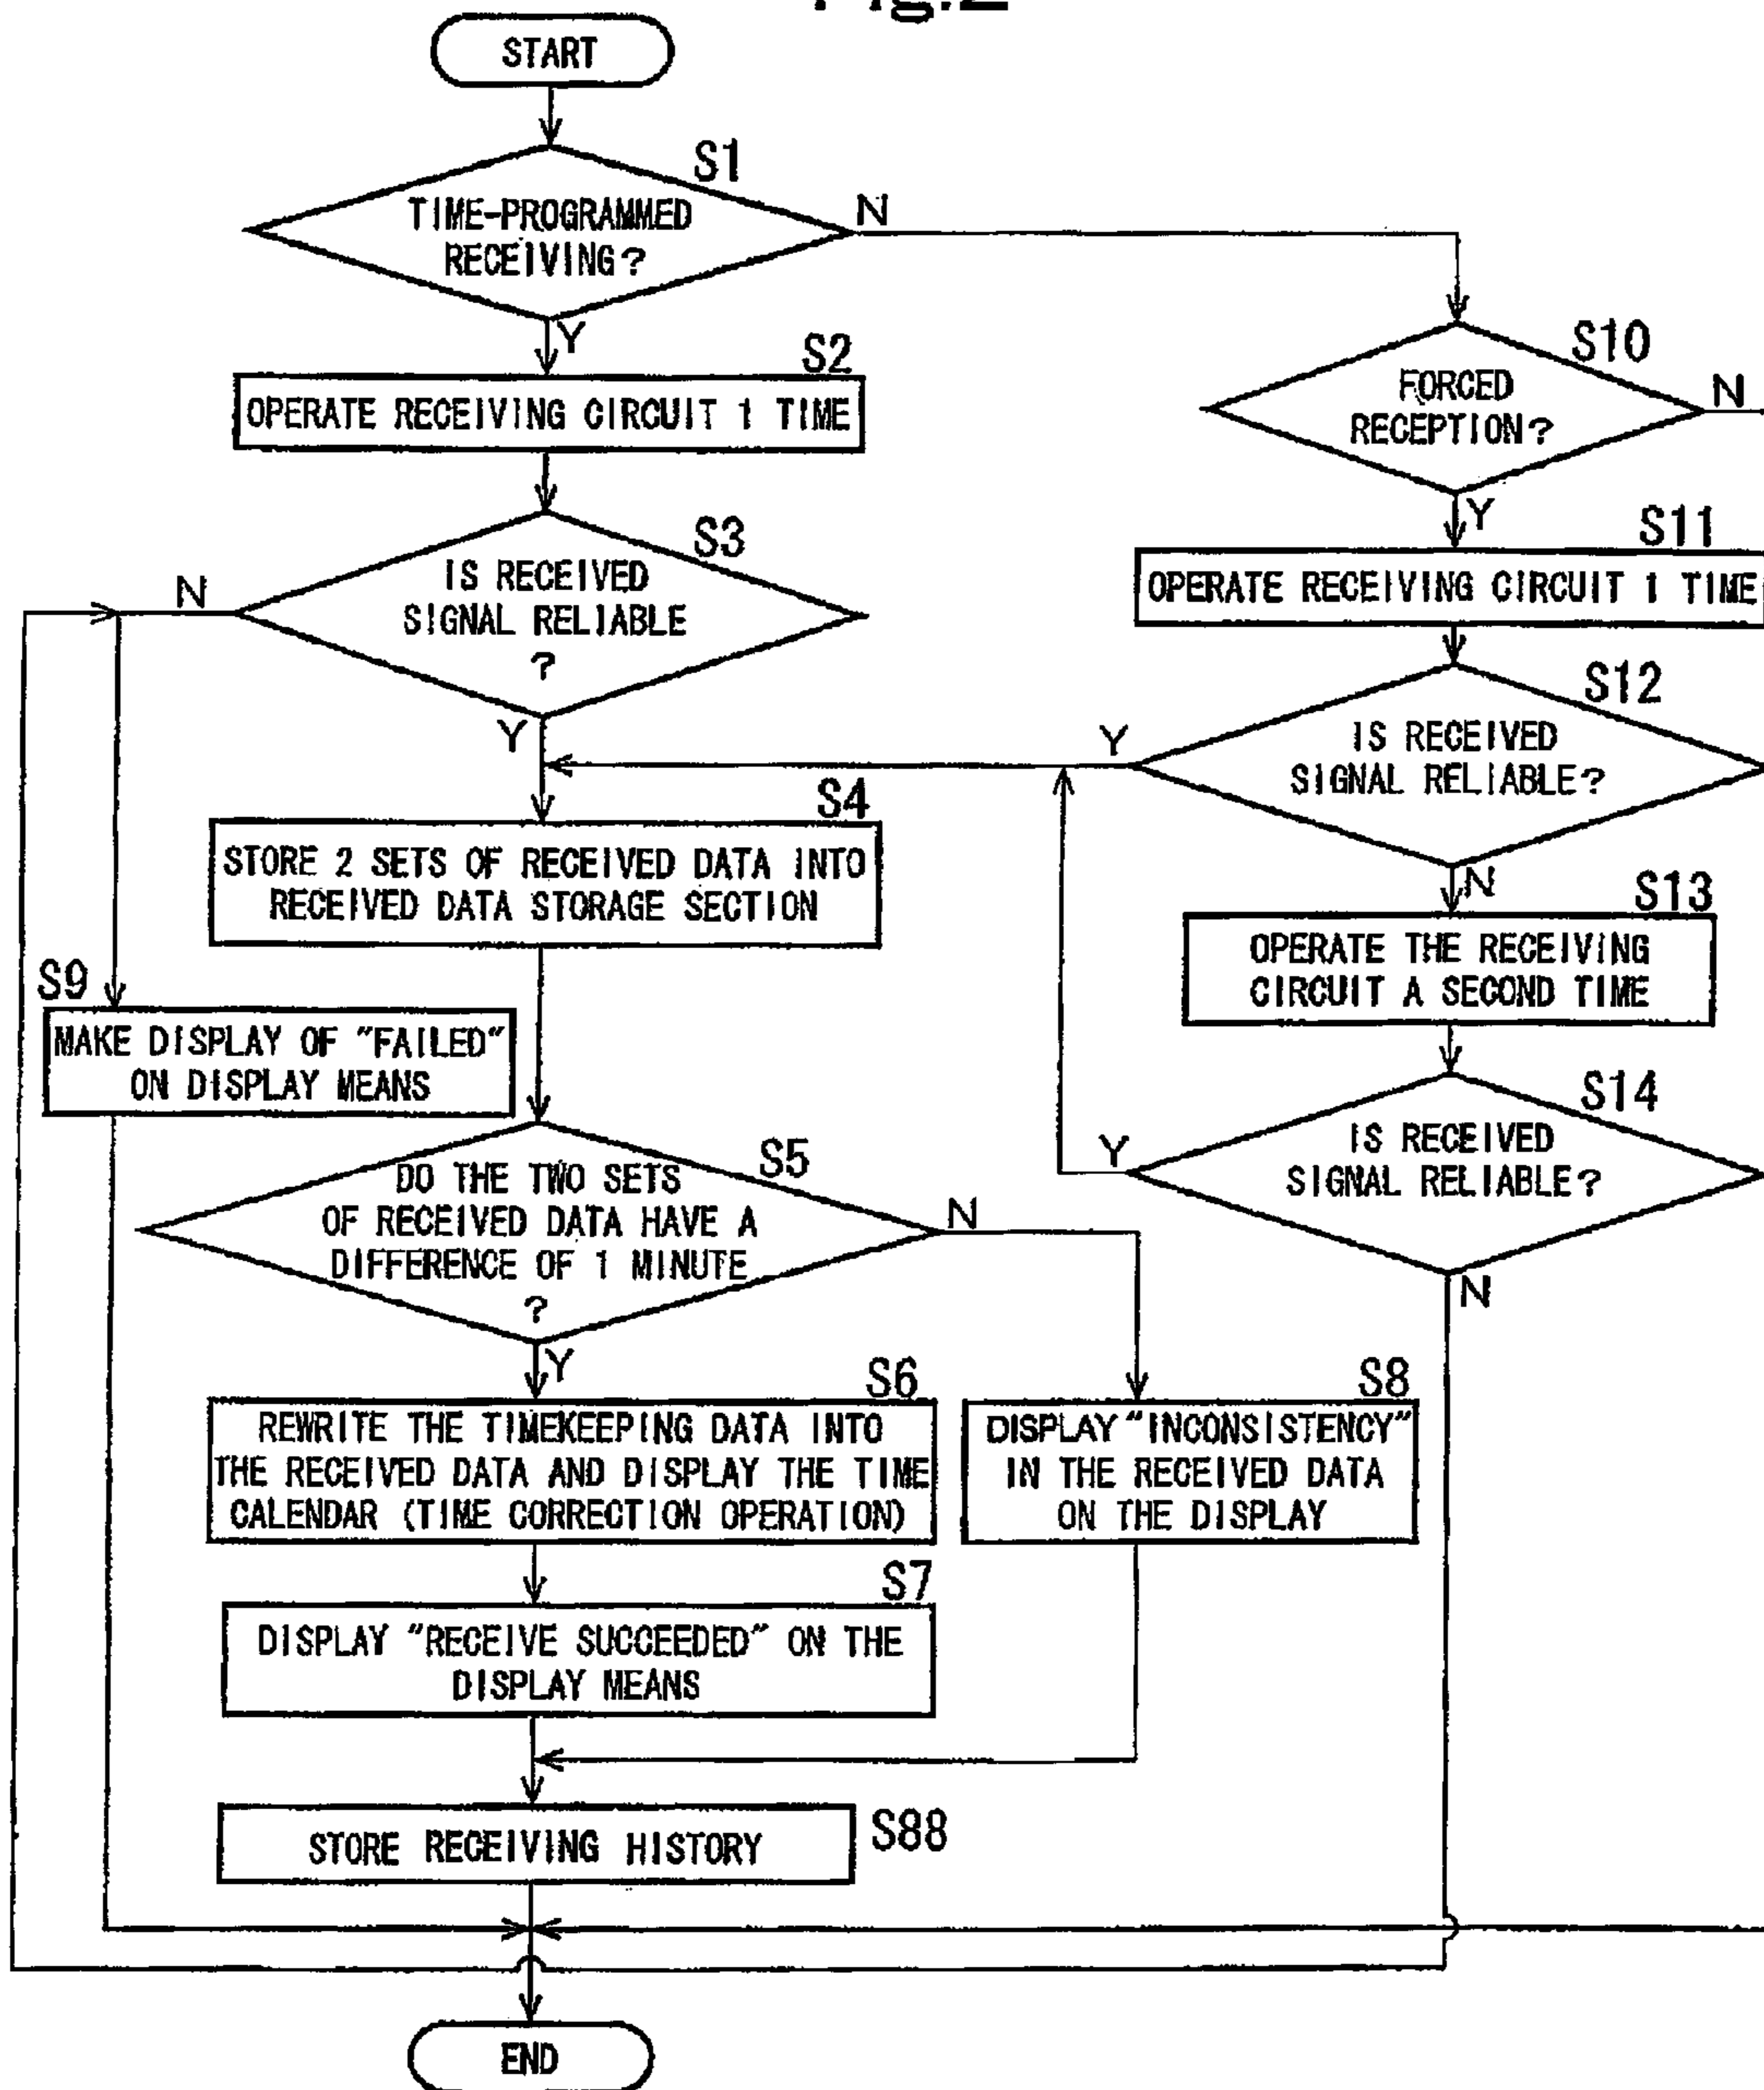 Fig.2
START
S1
TIME-PROGRAMMED
RECEIVING?
N
Y
S2
OPERATE RECEIVING CIRCUIT 1 TIME
S3
IS RECEIVED
SIGNAL RELIABLE
?
N
Y
S4
STORE 2 SETS OF RECEIVED DATA INTO
RECEIVED DATA STORAGE SECTION
S9
MAKE DISPLAY OF "FAILED"
ON DISPLAY MEANS
S5
DO THE TWO SETS
OF RECEIVED DATA HAVE A
DIFFERENCE OF 1 MINUTE
?
N
Y
S6
REWRITE THE TIMEKEEPING DATA INTO
THE RECEIVED DATA AND DISPLAY THE TIME
CALENDAR (TIME CORRECTION OPERATION)
S7
DISPLAY "RECEIVE SUCCEEDED" ON THE
DISPLAY MEANS
S8
DISPLAY "INCONSISTENCY"
IN THE RECEIVED DATA
ON THE DISPLAY
S88
STORE RECEIVING HISTORY
END
S10
FORCED
RECEPTION?
N
Y
S11
OPERATE RECEIVING CIRCUIT 1 TIME
S12
IS RECEIVED
SIGNAL RELIABLE?
Y
N
S13
OPERATE THE RECEIVING
CIRCUIT A SECOND TIME
S14
IS RECEIVED
SIGNAL RELIABLE?
Y
N